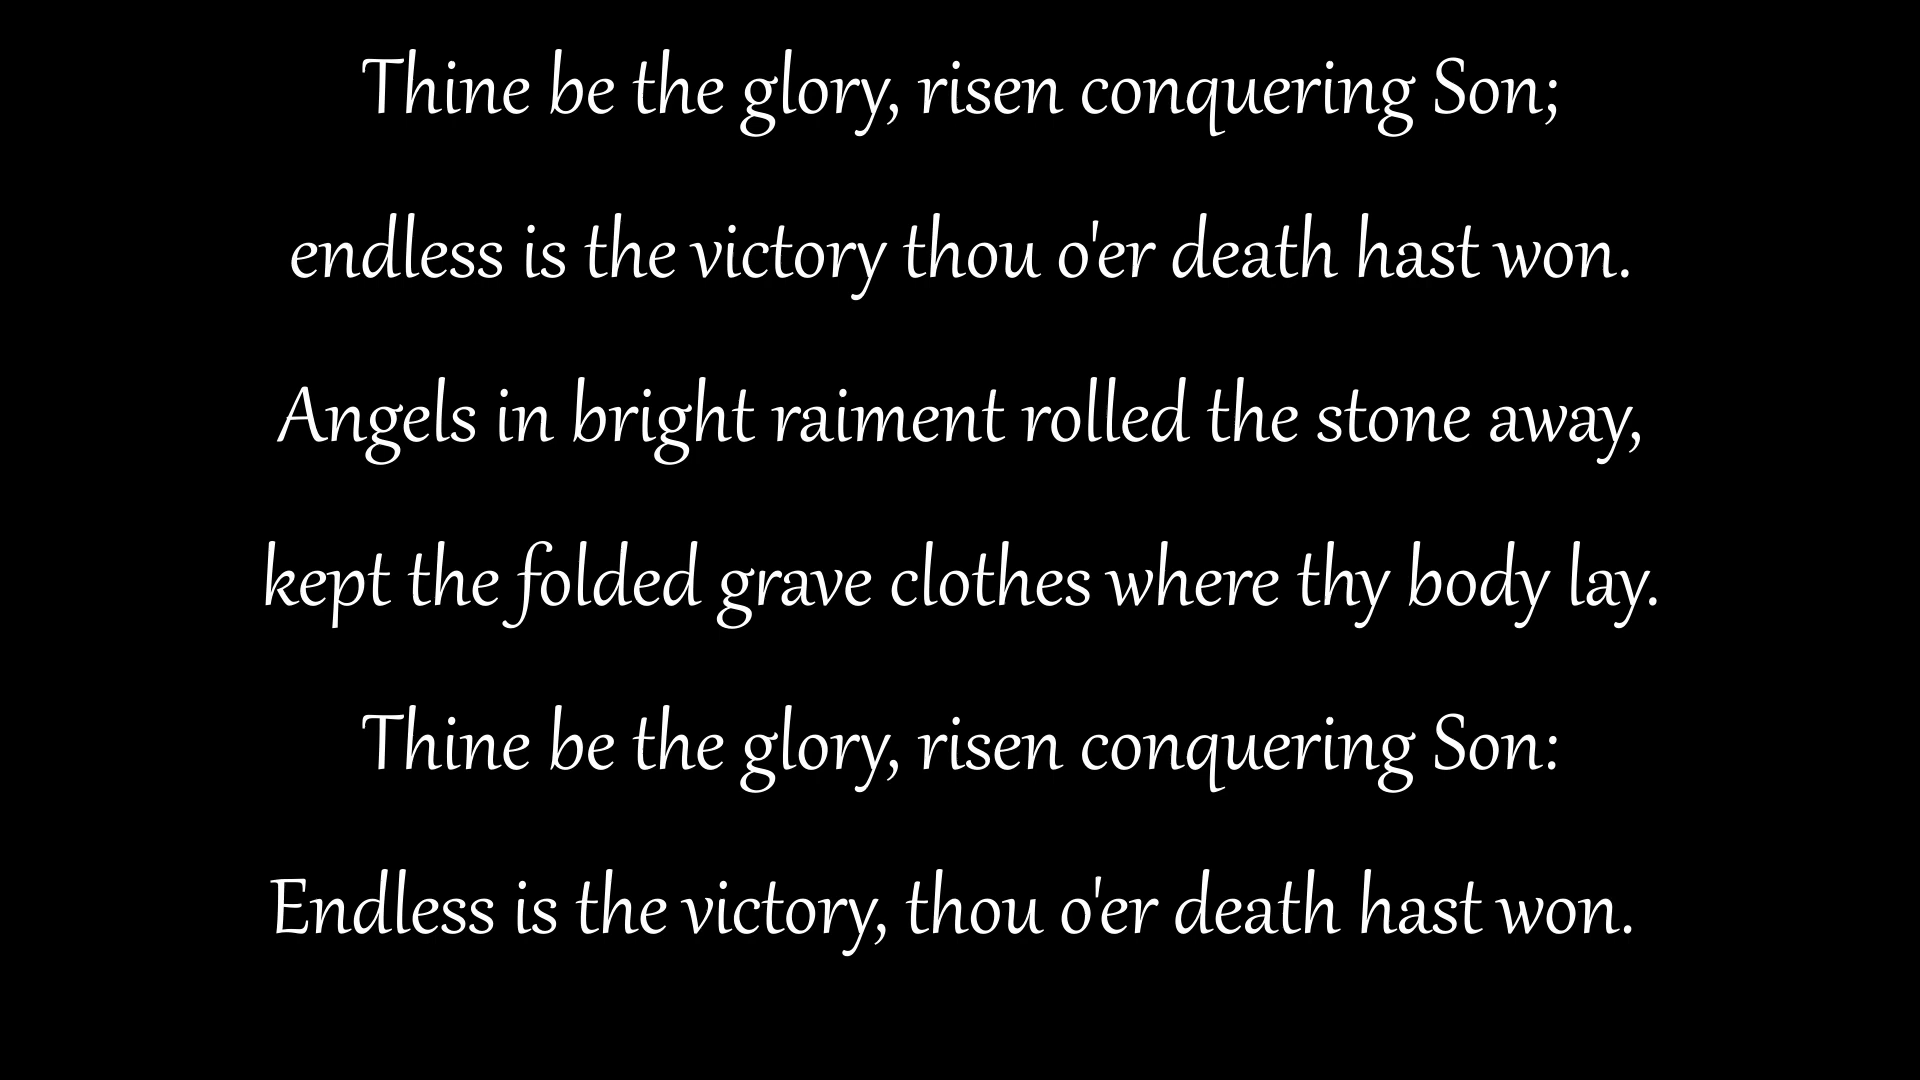 Thine be the glory, risen conquering Son;
endless is the victory thou o'er death hast won.
Angels in bright raiment rolled the stone away,
kept the folded grave clothes where thy body lay.
Thine be the glory, risen conquering Son:
Endless is the victory, thou o'er death hast won.